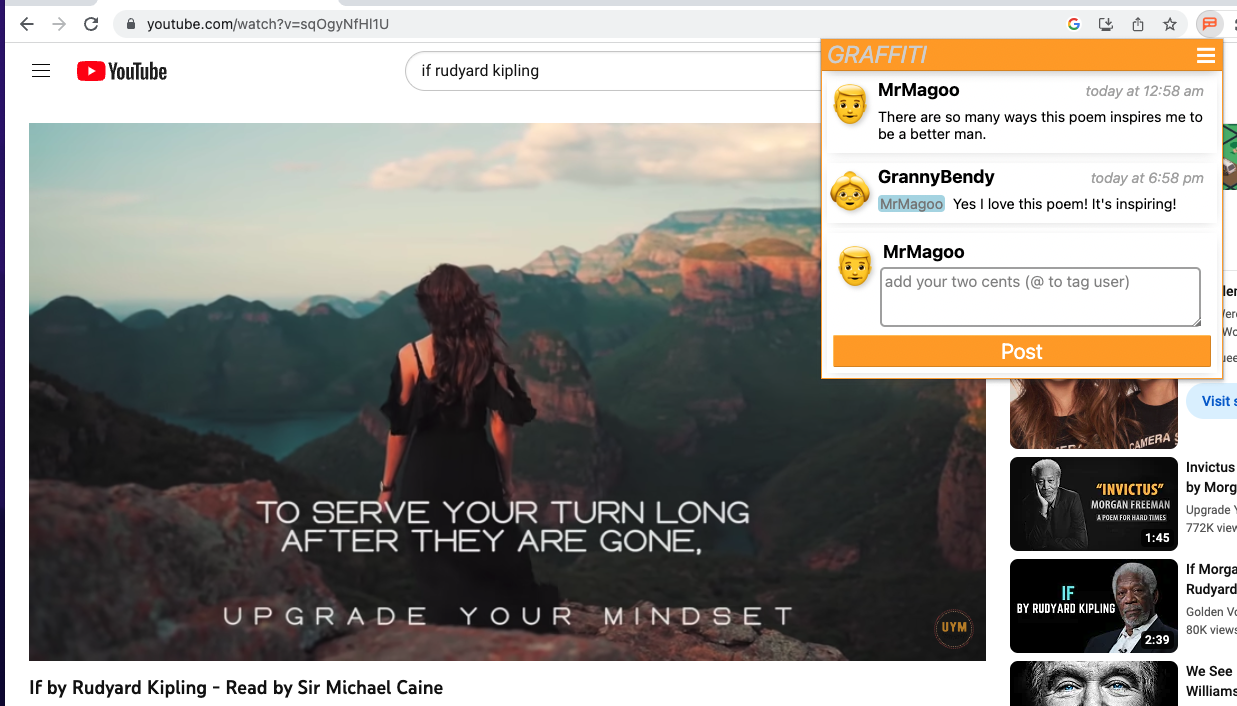 youtube.com/watch?v=sqOgyNfHI1U
YouTube
if rudyard kipling
GRAFFITI
MrMagoo
today at 12:58 am
There are so many ways this poem inspires me to
be a better man.
GrannyBendy
today at 6:58 pm
MrMagoo Yes I love this poem! It's inspiring!
MrMagoo
add your two cents (@ to tag user)
Post
TO SERVE YOUR TURN LONG
AFTER THEY ARE GONE,
UPGRADE YOUR MINDSET
UYM
If by Rudyard Kipling - Read by Sir Michael Caine
Visit
CAMERA
"INVICTUS"
MORGAN FREEMAN
A POEM FOR HARD TIMES
1:45
Invictus
by Morg
Upgrade Y
772K view
IF
BY RUDYARD KIPLING
2:39
If Morga
Rudyard
Golden Vo
80K views
We See
Williams